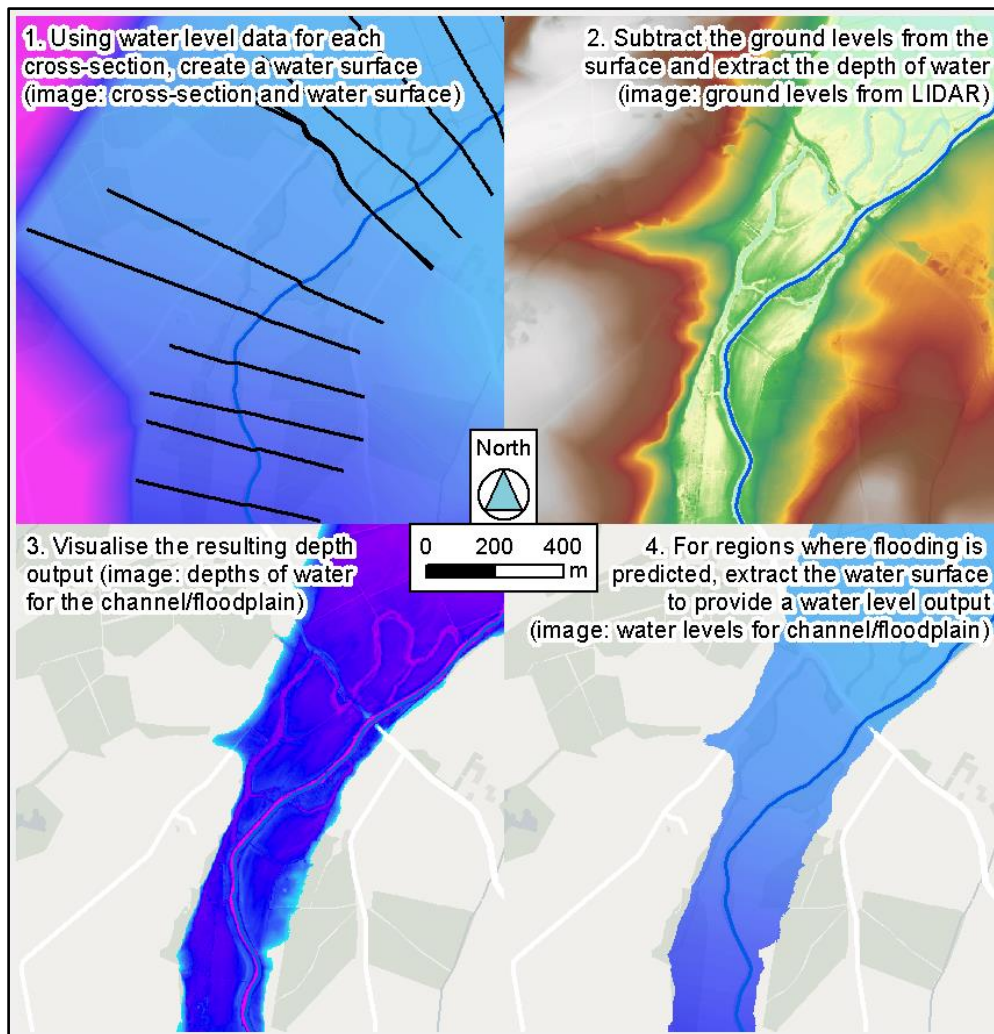 1. Using water level data for each
cross-section, create a water surface
(image: cross-section and water surface)
2. Subtract the ground levels from the
surface and extract the depth of water
(image: ground levels from LIDAR)
North
0 200 400
m
3. Visualise the resulting depth
output (image: depths of water
for the channel/floodplain)
4. For regions where flooding is
predicted, extract the water surface
to provide a water level output
(image: water levels for channel/floodplain)